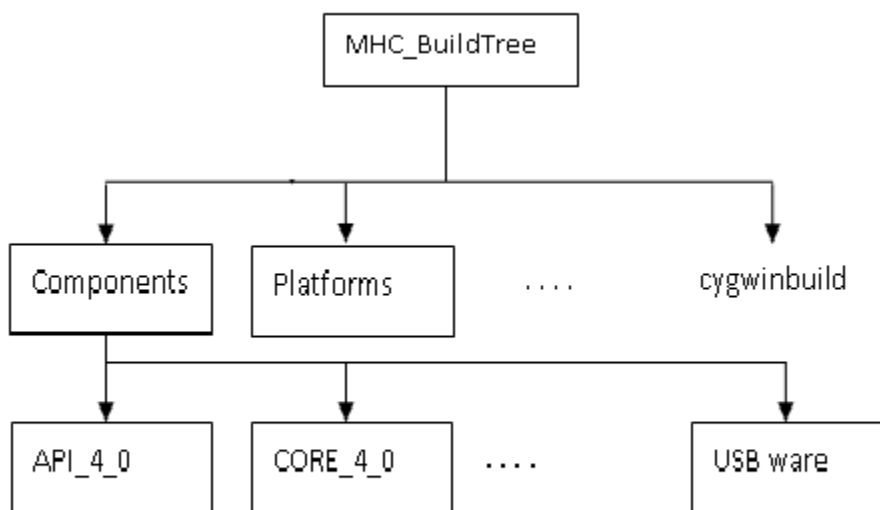 MHC_BuildTree
Components
Platforms
....
cygwinbuild
API_4_0
CORE_4_0
....
USB ware